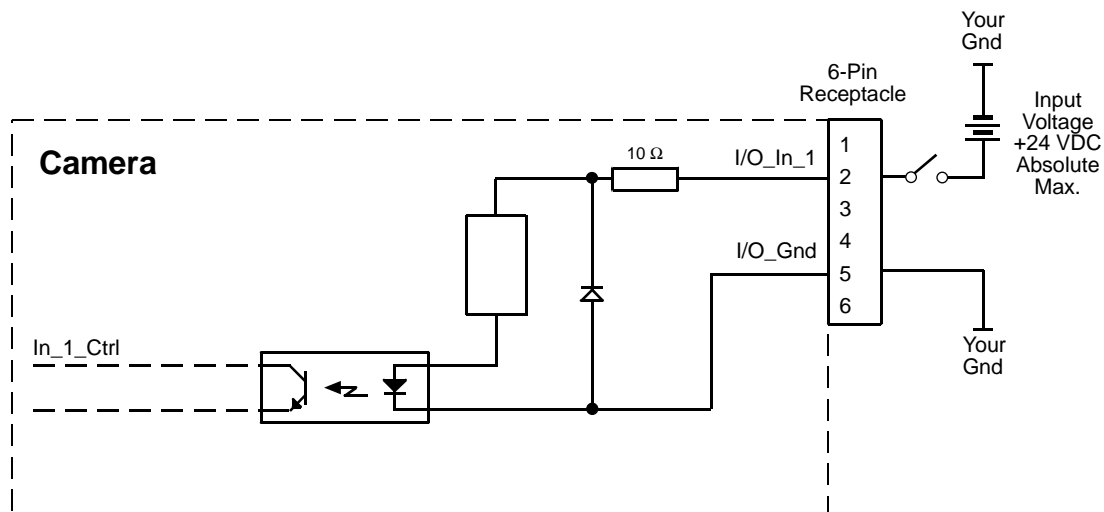 Your
Gnd
6-Pin
Receptacle
Input
Voltage
+24 VDC
Absolute
Max.
Camera
10 Ω
I/O_In_1
1
2
3
4
5
6
I/O_Gnd
In_1_Ctrl
Your
Gnd